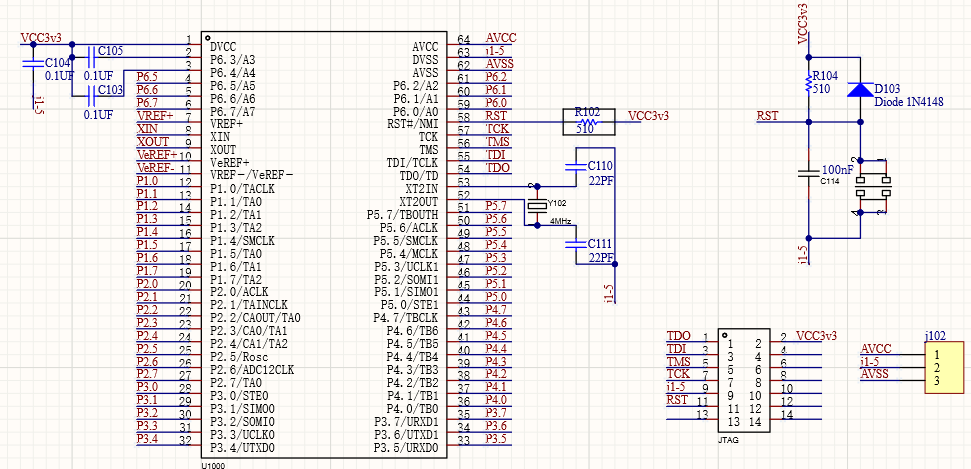 VCC3v3
C105
0.1UF
C104
0.1UF
C103
0.1UF
i1-5
P6.5
P6.6
P6.7
VREF+
XIN
XOUT
VeREF+
VeREF-
P1.0
P1.1
P1.2
P1.3
P1.4
P1.5
P1.6
P1.7
P2.0
P2.1
P2.2
P2.3
P2.4
P2.5
P2.6
P2.7
P3.0
P3.1
P3.2
P3.3
P3.4
1 DVCC
2 P6.3/A3
3 P6.4/A4
4 P6.5/A5
5 P6.6/A6
6 P6.7/A7
7 VREF+
8 XIN
9 XOUT
10 VeREF+
11 VREF-/VeREF-
12 P1.0/TACLK
13 P1.1/TA0
14 P1.2/TA1
15 P1.3/TA2
16 P1.4/SMCLK
17 P1.5/TA0
18 P1.6/TA1
19 P1.7/TA2
20 P2.0/ACLK
21 P2.1/TAINCLK
22 P2.2/CAOUT/TA0
23 P2.3/CA0/TA1
24 P2.4/CA1/TA2
25 P2.5/Rosc
26 P2.6/ADC12CLK
27 P2.7/TA0
28 P3.0/STE0
29 P3.1/SIMO0
30 P3.2/SOMI0
31 P3.3/UCLK0
32 P3.4/UTXD0
U1000
AVCC 64 AVCC
DVSS 63 i1-5
AVSS 62 AVSS
P6.2/A2 61 P6.2
P6.1/A1 60 P6.1
P6.0/A0 59 P6.0
RST#/NMI 58 RST
TCK 57 TCK
TMS 56 TMS
TDI/TCLK 55 TDI
TDO/TD 54 TDO
XT2IN 53
XT2OUT 52
P5.7/TBOUTH 51 P5.7
P5.6/ACLK 50 P5.6
P5.5/SMCLK 49 P5.5
P5.4/MCLK 48 P5.4
P5.3/UCLK1 47 P5.3
P5.2/SOMI1 46 P5.2
P5.1/SIMO1 45 P5.1
P5.0/STE1 44 P5.0
P4.7/TBCLK 43 P4.7
P4.6/TB6 42 P4.6
P4.5/TB5 41 P4.5
P4.4/TB4 40 P4.4
P4.3/TB3 39 P4.3
P4.2/TB2 38 P4.2
P4.1/TB1 37 P4.1
P4.0/TB0 36 P4.0
P3.7/URXD1 35 P3.7
P3.6/UTXD1 34 P3.6
P3.5/URXD0 33 P3.5
R102
510
VCC3v3
C110
22PF
Y102
4MHz
C111
22PF
i1-5
VCC3v3
R104
510
D103
Diode 1N4148
RST
100nF
C114
i1-5
TDO 1 1 2 2 VCC3v3
TDI 3 3 4 4
TMS 5 5 6 6
TCK 7 7 8 8
i1-5 9 9 10 10
RST 11 11 12 12
13 13 14 14
JTAG
j102
AVCC 1
i1-5 2
AVSS 3